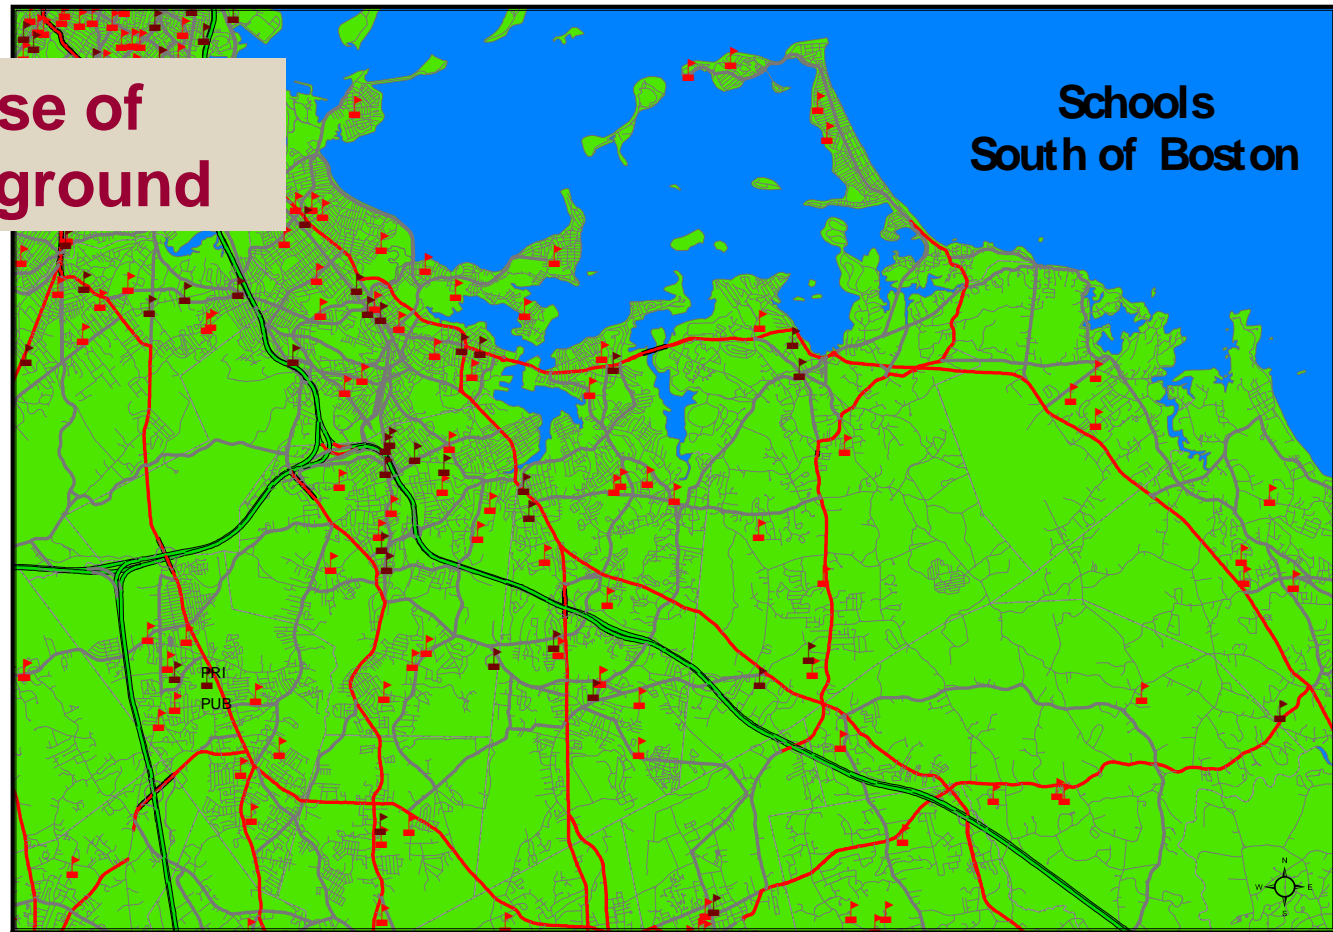 se of
ground
Schools
South of Boston
PRI
PUB
N
W E
S